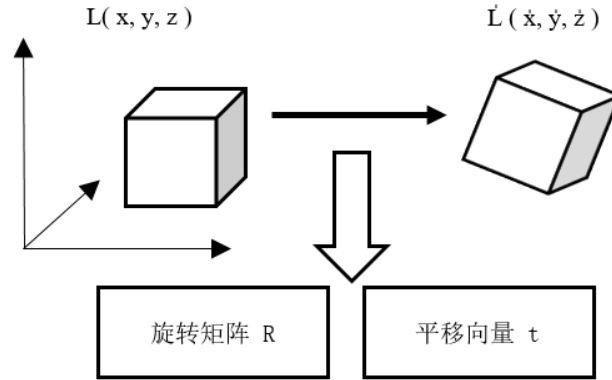 L( x, y, z )
L̇ ( ẋ, ẏ, ż )
旋转矩阵 R
平移向量 t